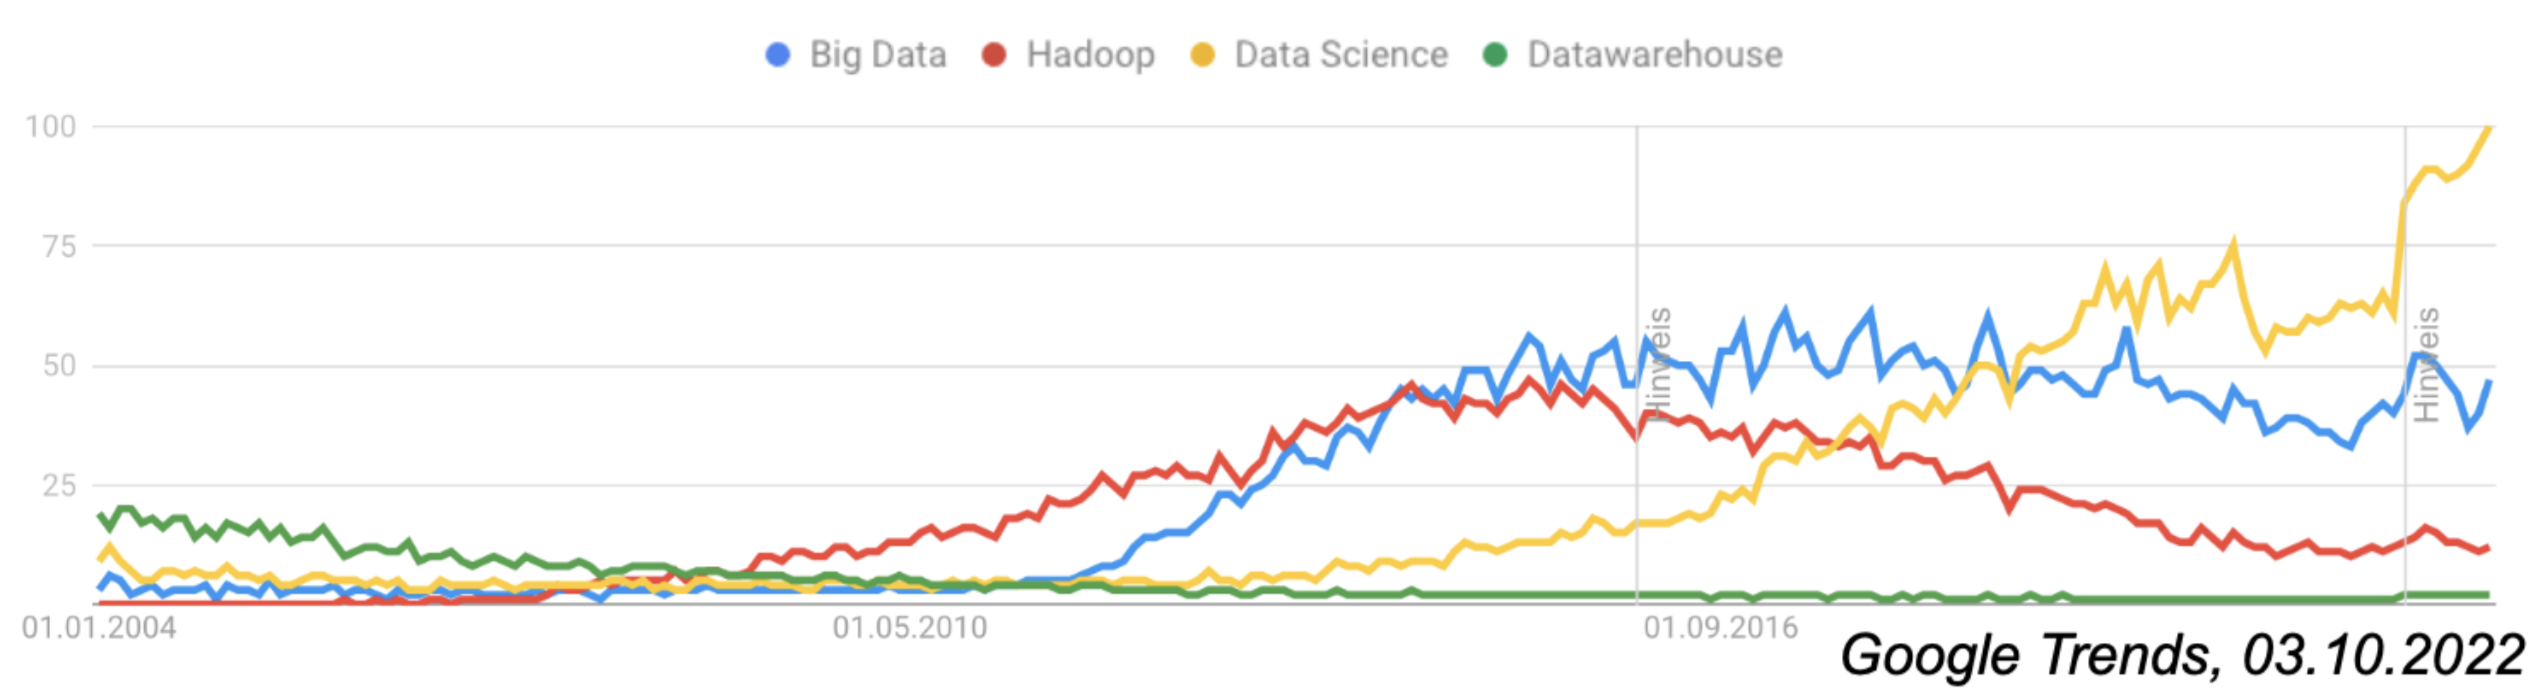 Big Data Hadoop Data Science Datawarehouse
100
75
50
25
Hinweis
Hinweis
01.01.2004 01.05.2010 01.09.2016
Google Trends, 03.10.2022